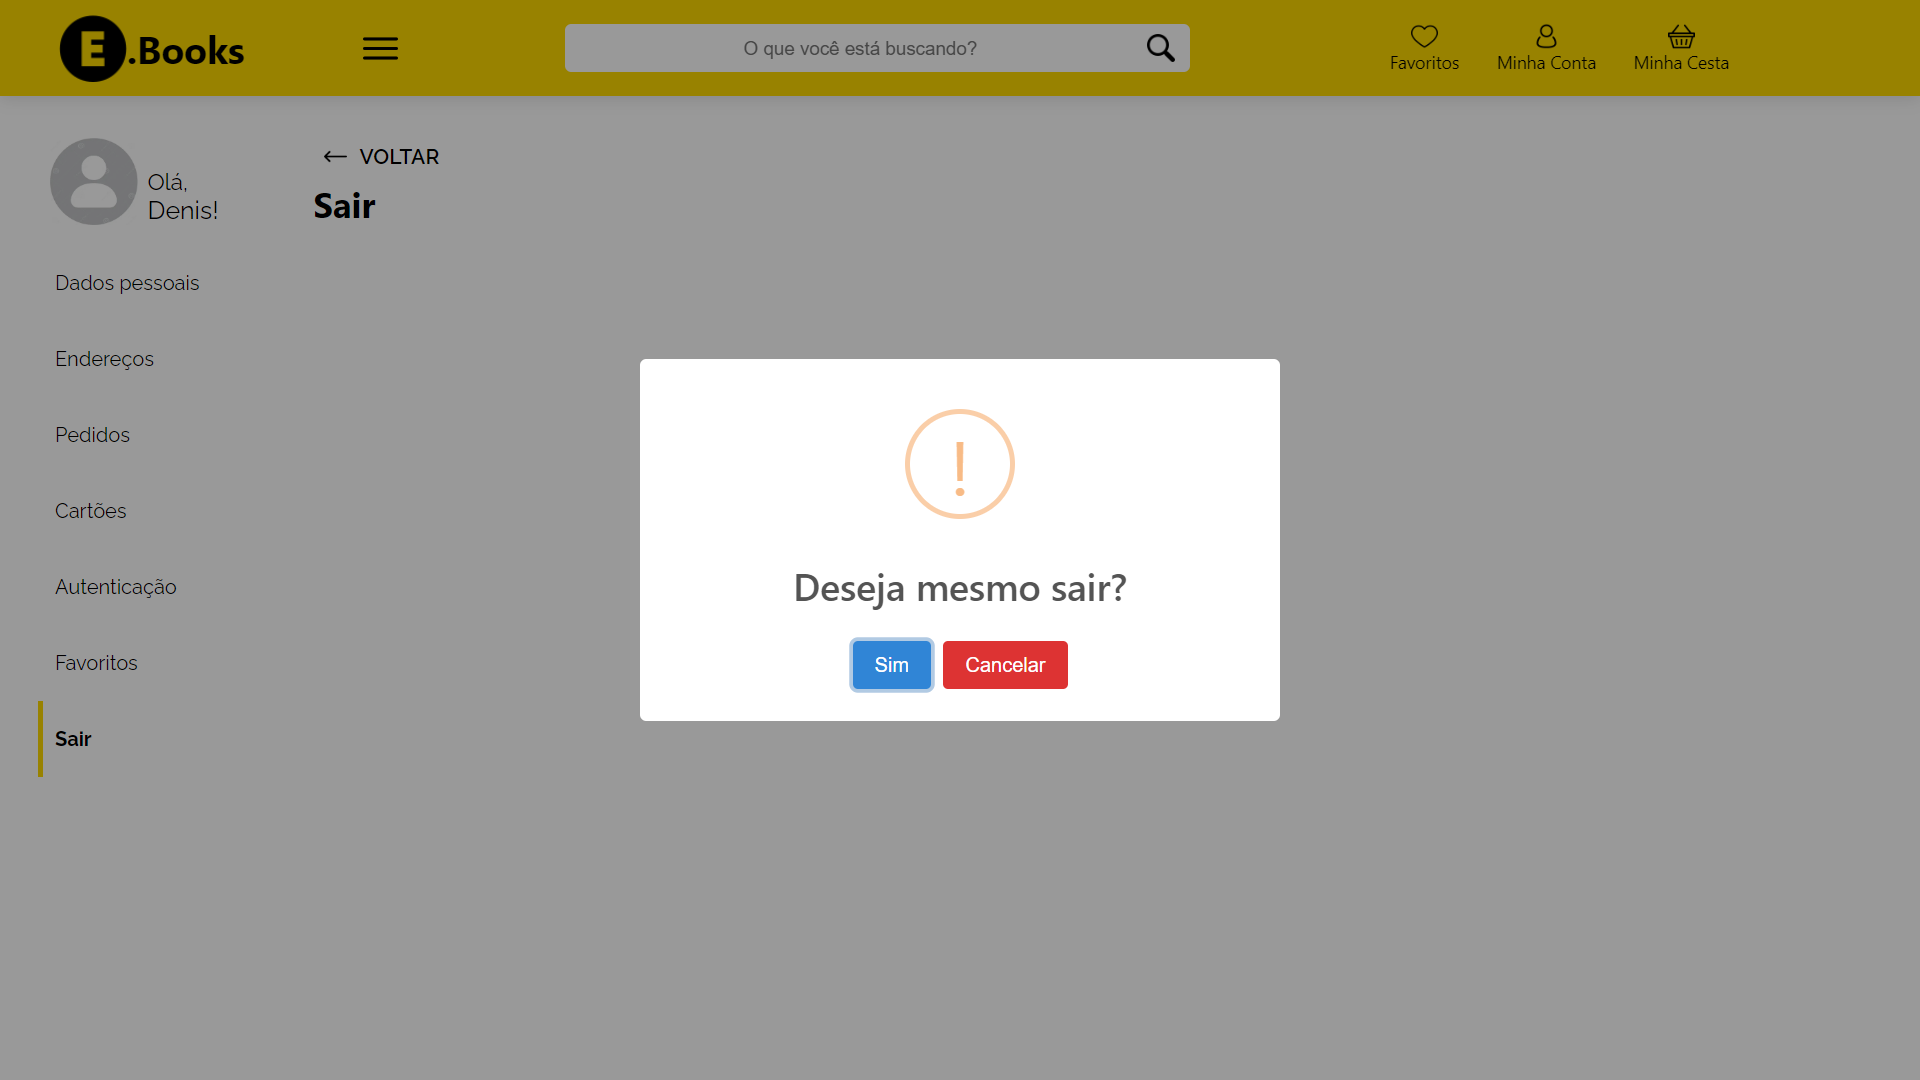 E.Books
O que você está buscando?
Favoritos
Minha Conta
Minha Cesta
Olá,
Denis!
VOLTAR
Sair
Dados pessoais
Endereços
Pedidos
Cartões
Autenticação
Favoritos
Sair
!
Deseja mesmo sair?
Sim
Cancelar